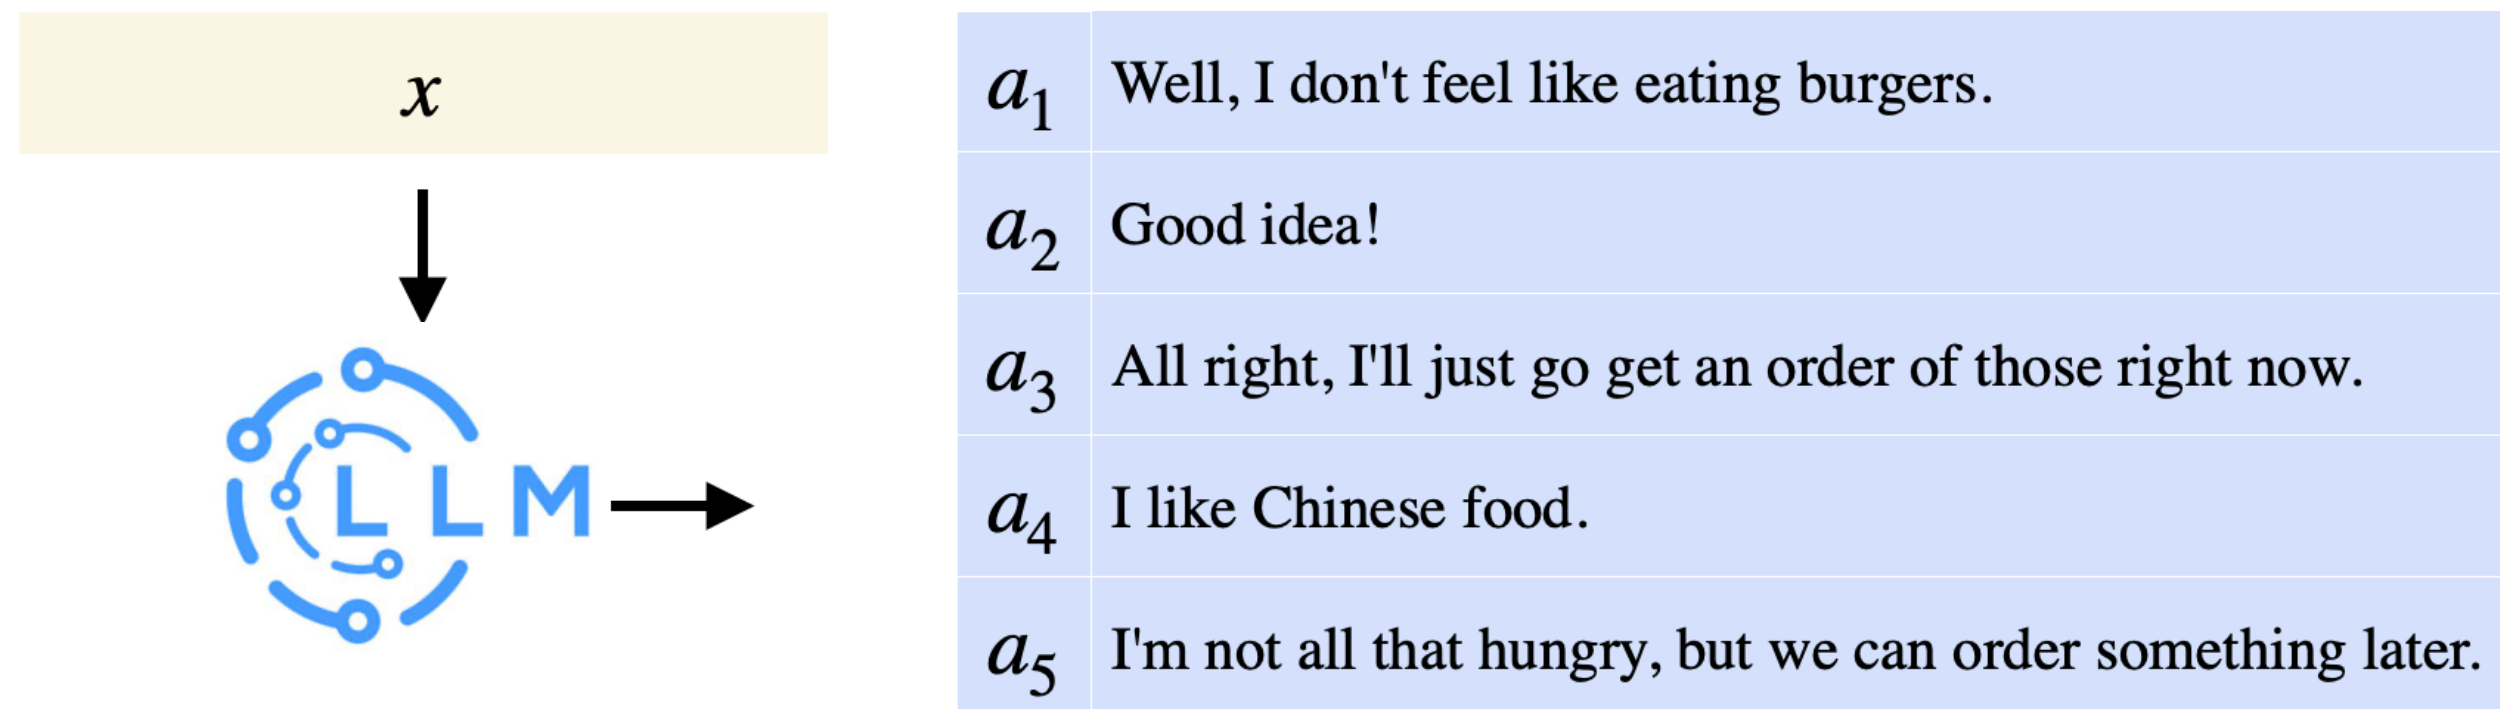 x
LLM
a1 Well, I don't feel like eating burgers.
a2 Good idea!
a3 All right, I'll just go get an order of those right now.
a4 I like Chinese food.
a5 I'm not all that hungry, but we can order something later.